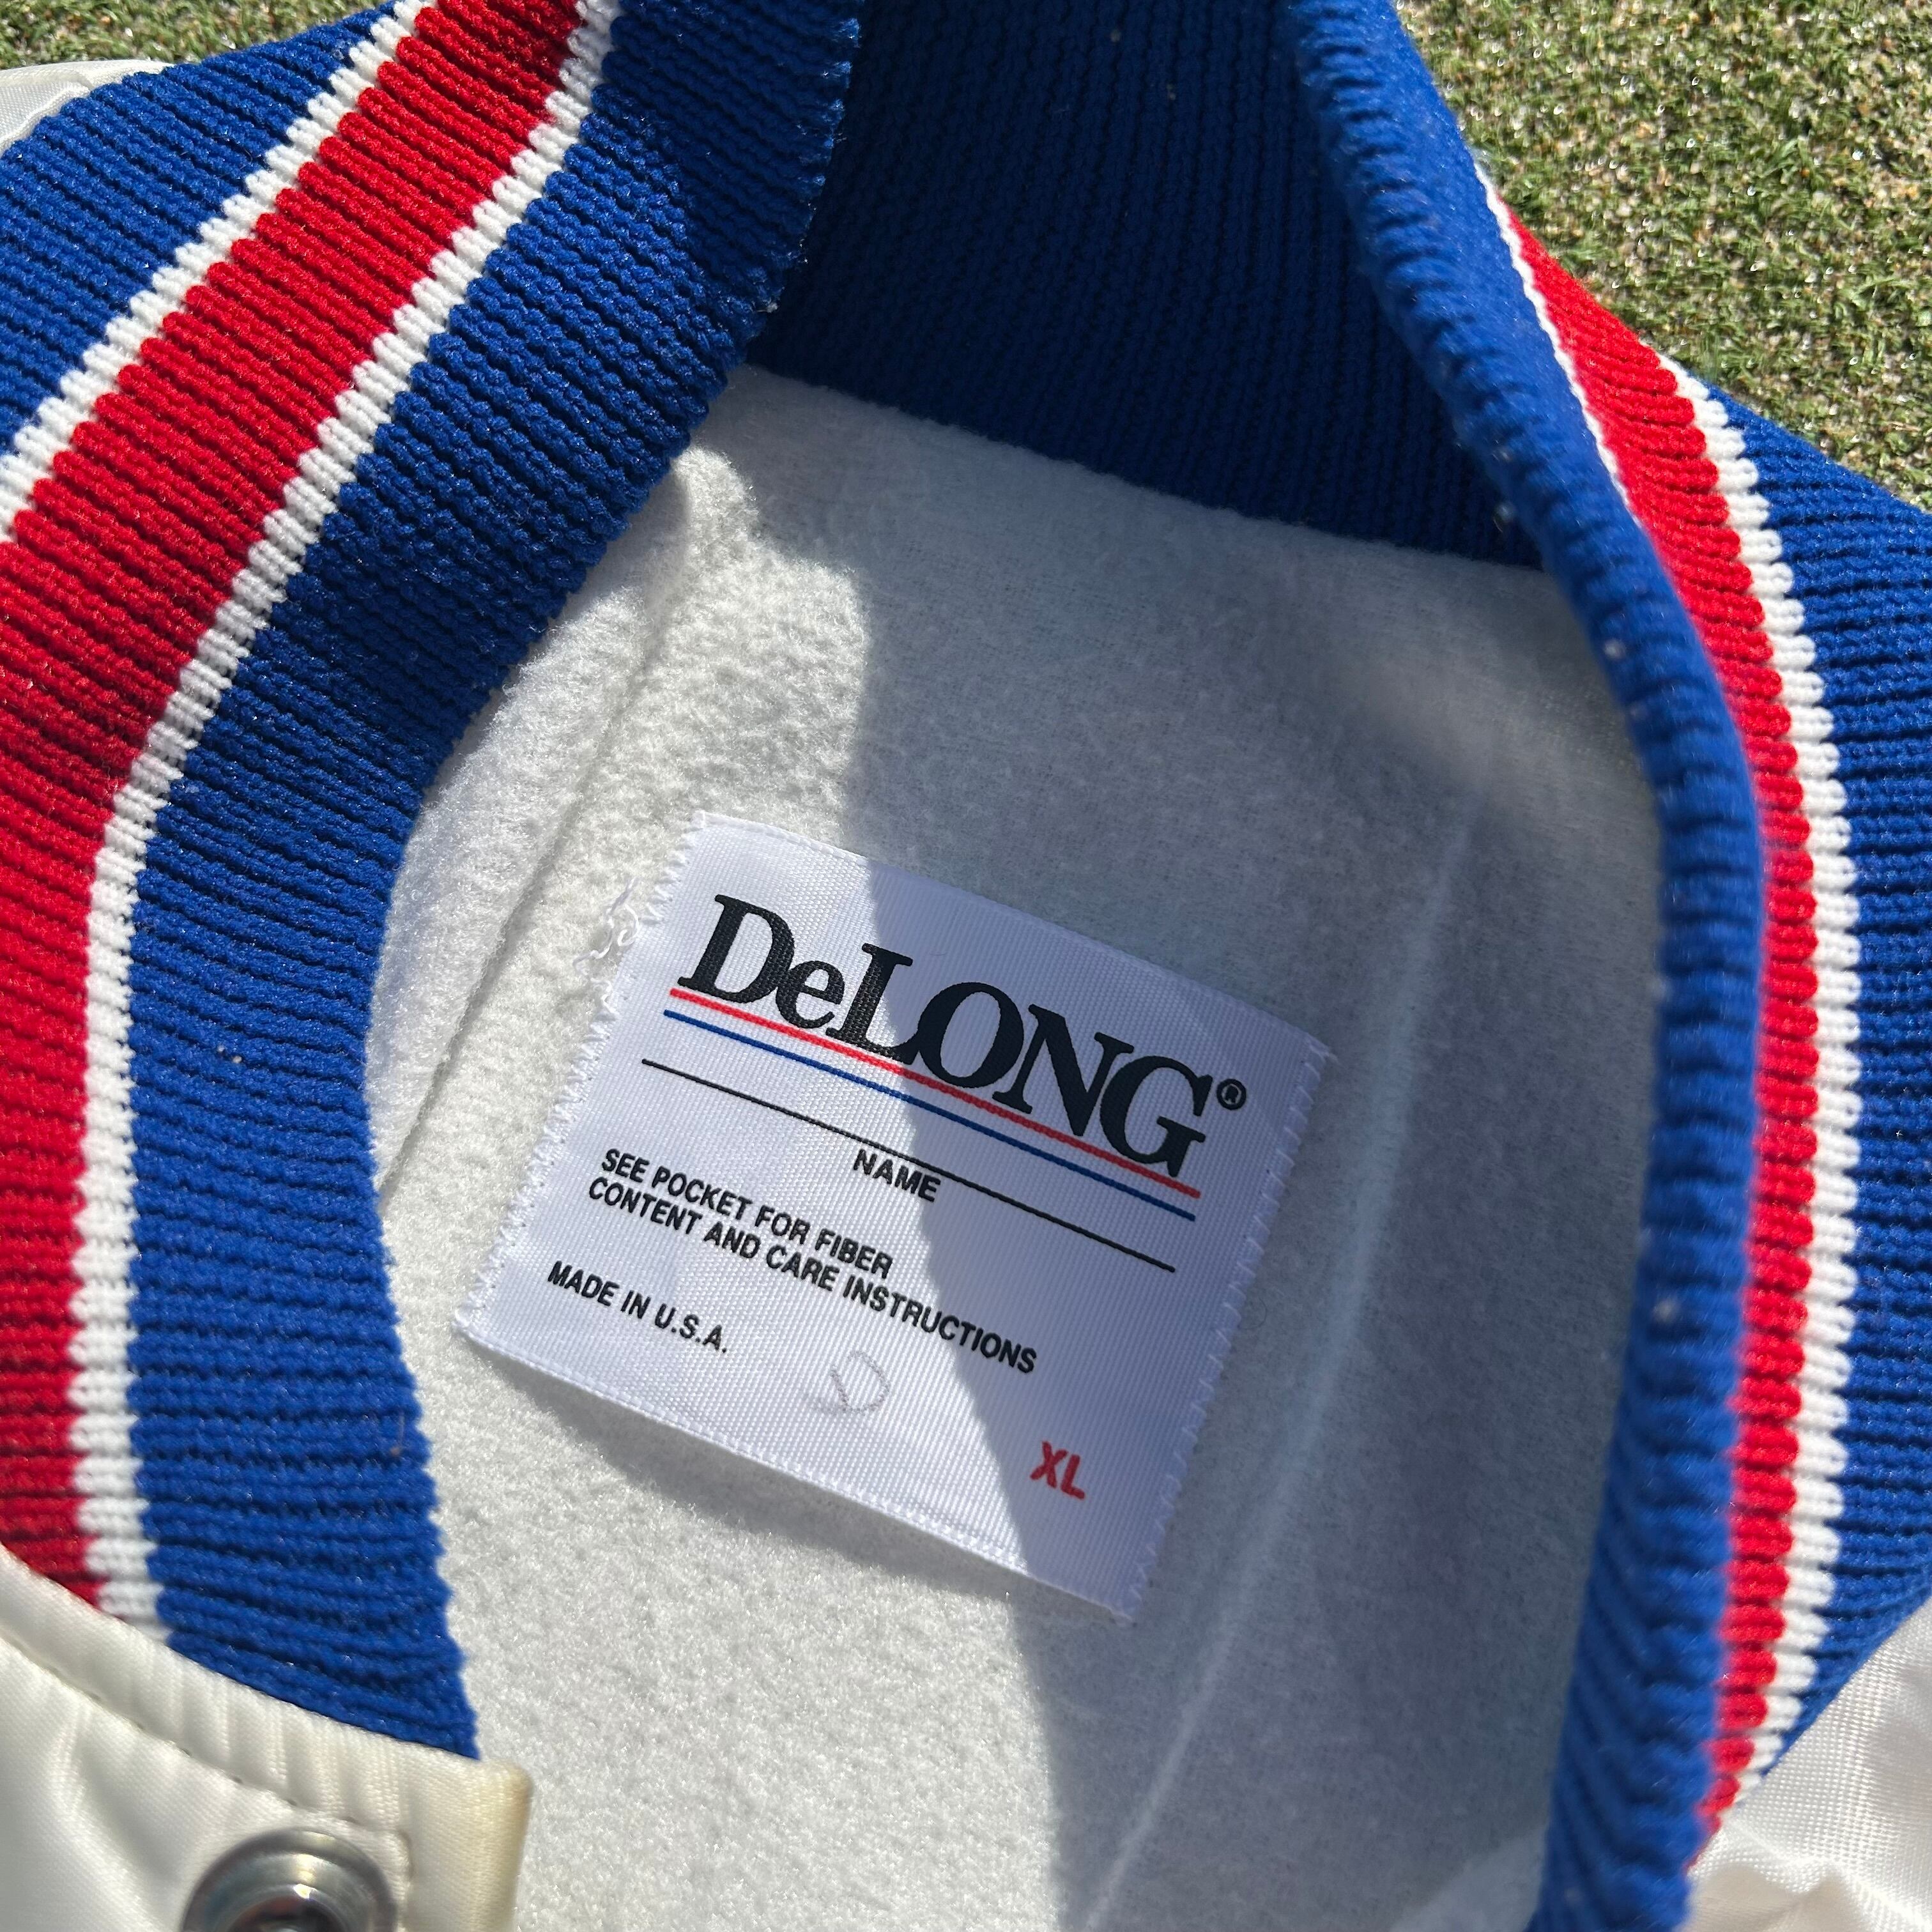 DeLONG®
NAME
SEE POCKET FOR FIBER
CONTENT AND CARE INSTRUCTIONS
MADE IN U.S.A.
D
XL